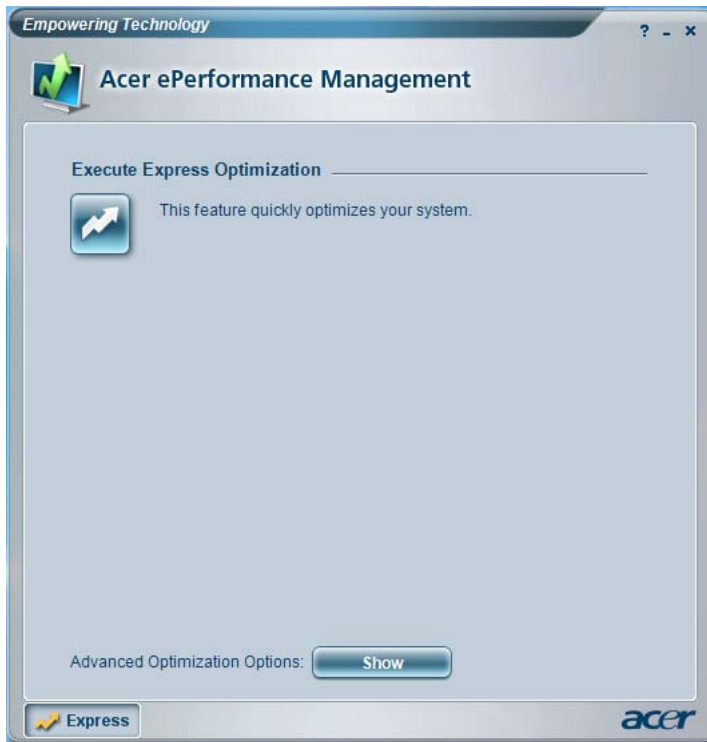 Empowering Technology
? - x
Acer ePerformance Management
Execute Express Optimization
This feature quickly optimizes your system.
Advanced Optimization Options: Show
Express
acer